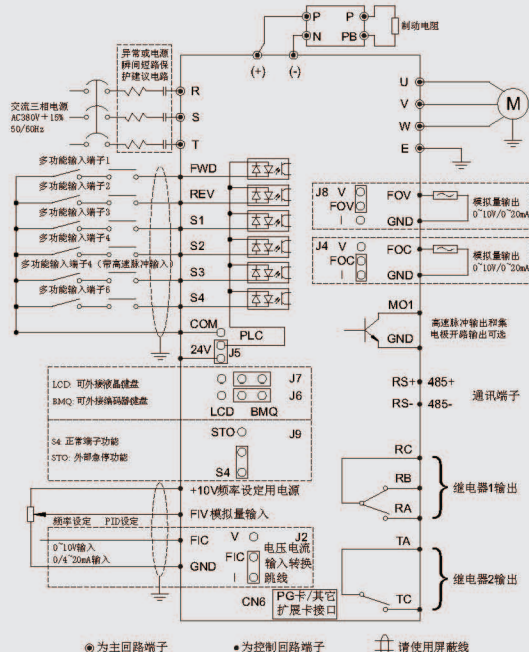 P P
N PB
制动电阻
(+) (-)
异常或电源
瞬间短路保
护建议电路
交流三相电源
AC380V+15%
50/60Hz
R
S
T
U
V
W
E
M
多功能输入端子1
FWD
多功能输入端子2
REV
多功能输入端子3
S1
多功能输入端子4
S2
多功能输入端子4(带高速脉冲输入)
S3
多功能输入端子6
S4
COM
PLC
24V
J5
J8 V
FOV
I
FOV
GND
模拟量输出
0~10V/0~20mA
J4 V
FOC
I
FOC
GND
模拟量输出
0~10V/0~20mA
MO1
GND
高速脉冲输出和集
电极开路输出可选
RS+ 485+
RS- 485-
通讯端子
LCD: 可外接液晶健盘
BMQ: 可外接编码器健盘
J7
J6
LCD BMQ
S4: 正常端子功能
STO: 外部急停功能
STO
J9
S4
RC
RB
RA
继电器1输出
TA
TC
继电器2输出
+10V频率设定用电源
FIV 模拟量输入
频率设定 PID设定
FIC
0~10V输入
0/4~20mA输入
GND
V
J2
FIC
I
电压电流
输入转换
跳线
CN6
PG卡/其它
扩展卡接口
为主回路端子
为控制回路端子
请使用屏蔽线